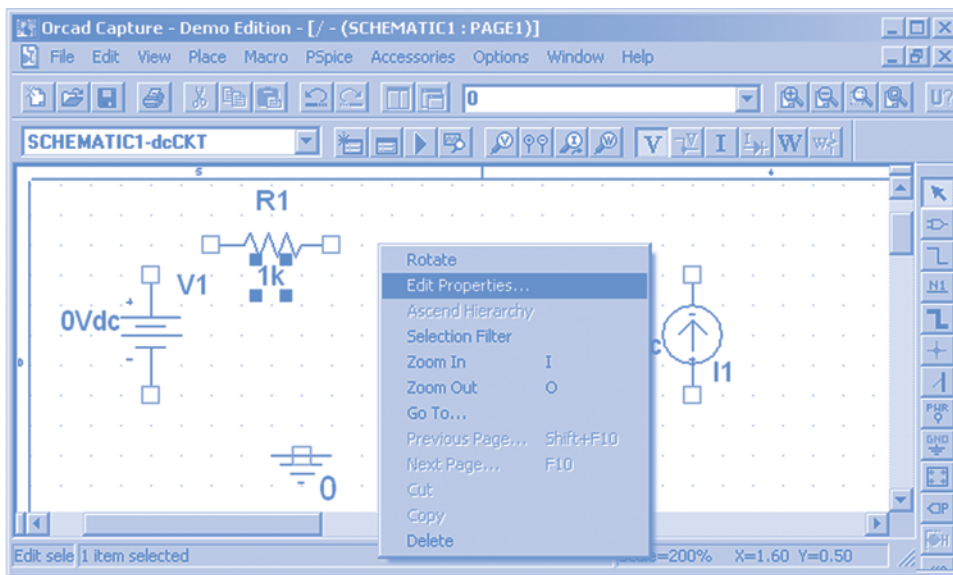 Orcad Capture - Demo Edition - [/ - (SCHEMATIC1 : PAGE1)]
File Edit View Place Macro PSpice Accessories Options Window Help
0
U?
SCHEMATIC1-dcCKT
V I W
5 4
R1
1k
V1
0Vdc
+
-
D
0
c
-
-
I1
Rotate
Edit Properties...
Ascend Hierarchy
Selection Filter
Zoom In I
Zoom Out O
Go To...
Previous Page... Shift+F10
Next Page... F10
Cut
Copy
Delete
N1
PWR
GND
Edit sele 1 item selected
Scale=200% X=1.60 Y=0.50